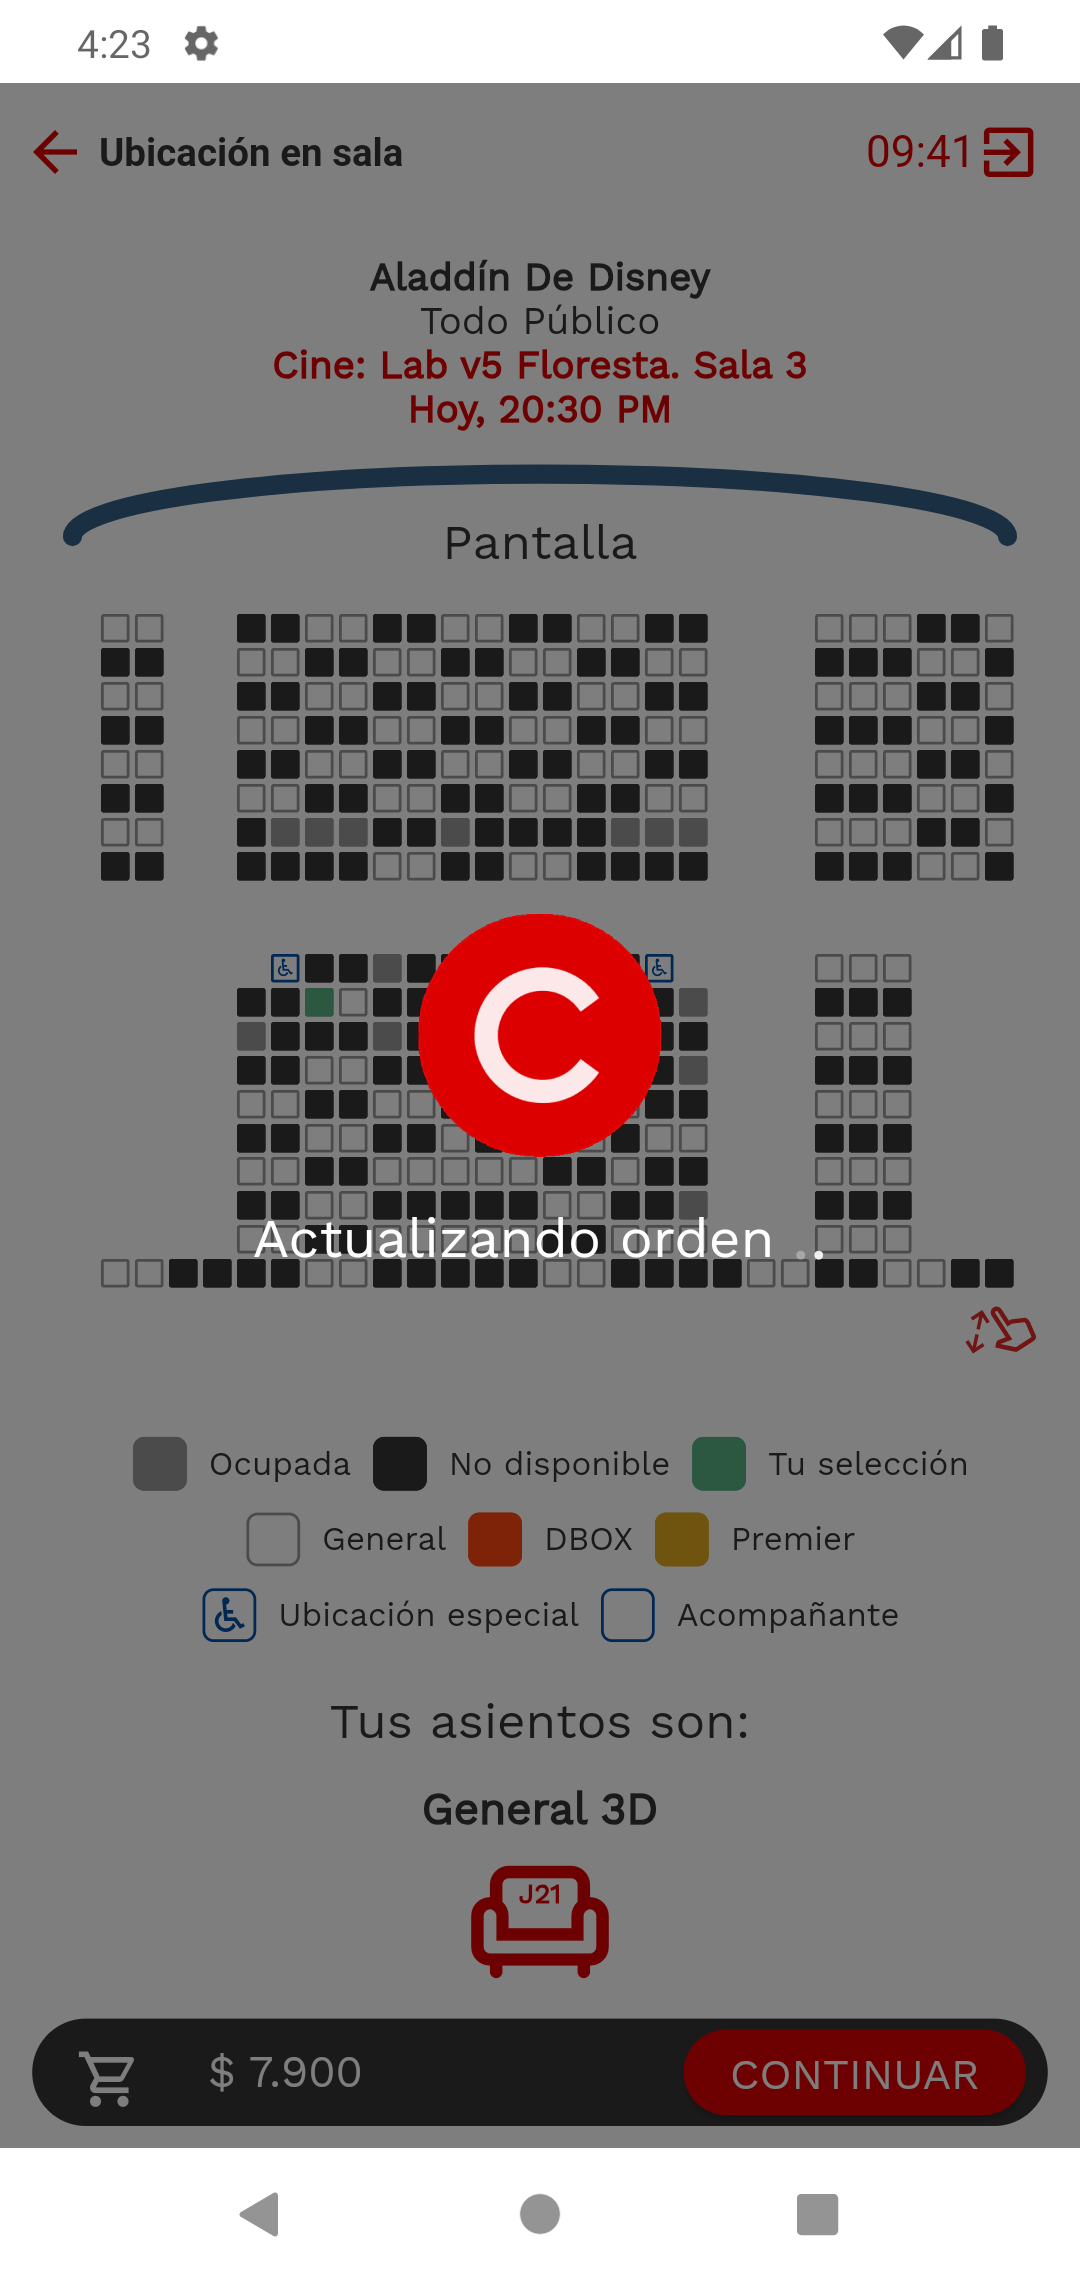 4:23
Ubicación en sala
09:41
Aladdín De Disney
Todo Público
Cine: Lab v5 Floresta. Sala 3
Hoy, 20:30 PM
Pantalla
C
Actualizando orden ..
Ocupada No disponible Tu selección
General DBOX Premier
Ubicación especial Acompañante
Tus asientos son:
General 3D
J21
$ 7.900
CONTINUAR